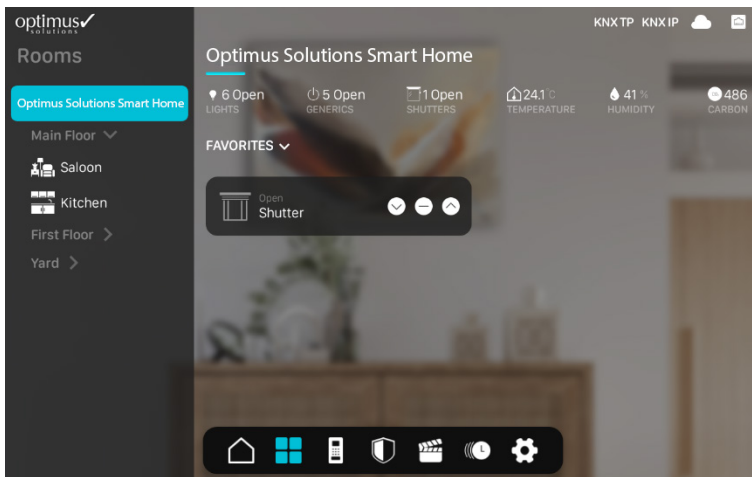 optimus
solutions
KNX TP KNX IP
Rooms
Optimus Solutions Smart Home
Main Floor
Saloon
Kitchen
First Floor
Yard
Optimus Solutions Smart Home
6 Open
LIGHTS
5 Open
GENERICS
1 Open
SHUTTERS
24.1 °C
TEMPERATURE
41 %
HUMIDITY
486
CARBON
FAVORITES
Open
Shutter